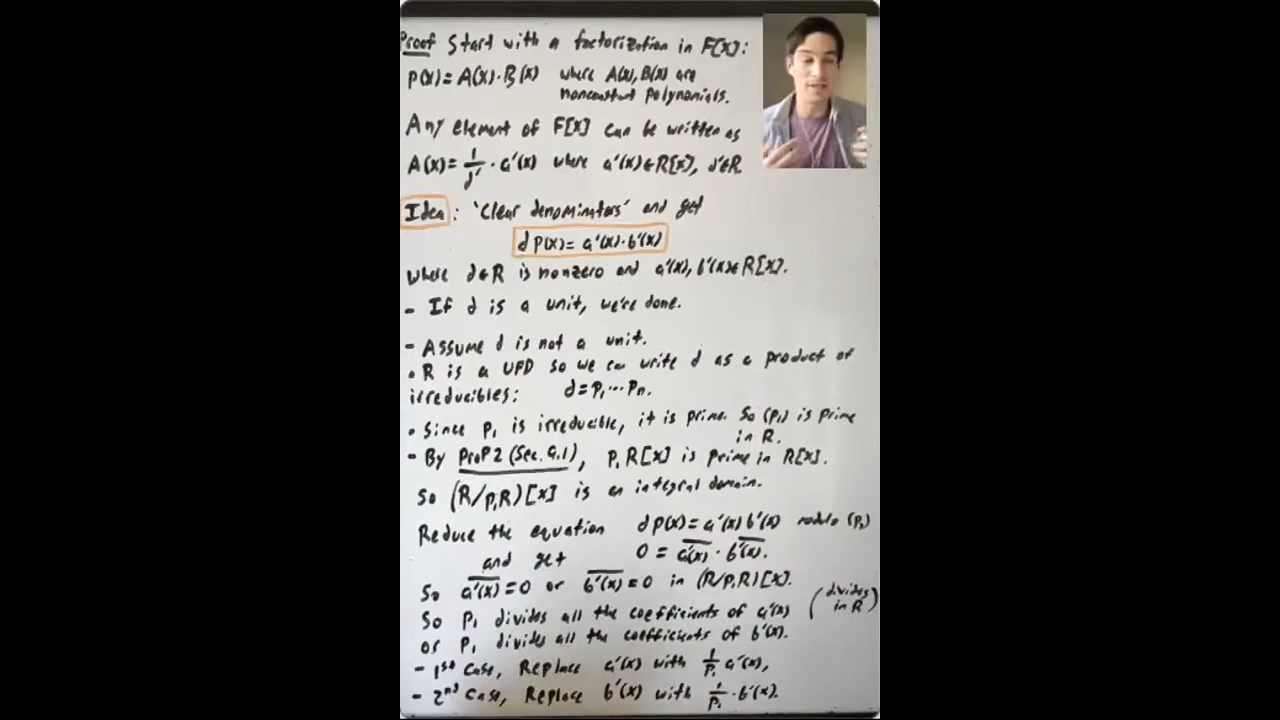 Proof Start with a factorization in F[x]:
p(x) = A(x)·B(x) where A(x), B(x) are
nonconstant polynomials.
Any element of F[x] can be written as
A(x) = 1/d' · a'(x) where a'(x)∈R[x], d'∈R.
Idea: 'Clear denominators' and get
d p(x) = a'(x)·b'(x)
where d∈R is nonzero and a'(x), b'(x)∈R[x].
- If d is a unit, we're done.
- Assume d is not a unit.
• R is a UFD so we can write d as a product of
irreducibles: d = p₁ ⋯ pₙ.
• Since p₁ is irreducible, it is prime. So (p₁) is prime
in R.
- By Prop 2 (Sec. 9.1), p₁R[x] is prime in R[x].
So (R/p₁R)[x] is an integral domain.
Reduce the equation d p(x) = a'(x) b'(x) modulo (p₁)
and get 0 = \overline{a'(x)} · \overline{b'(x)}.
So \overline{a'(x)} = 0 or \overline{b'(x)} = 0 in (R/p₁R)[x].
So p₁ divides all the coefficients of a'(x) (divides
in R)
or p₁ divides all the coefficients of b'(x).
- 1st case, Replace a'(x) with 1/p₁ a'(x),
- 2nd case, Replace b'(x) with 1/p₁ · b'(x).